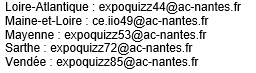 Loire-Atlantique : expoquizz44@ac-nantes.fr
Maine-et-Loire : ce.iio49@ac-nantes.fr
Mayenne : expoquizz53@ac-nantes.fr
Sarthe : expoquizz72@ac-nantes.fr
Vendée : expoquizz85@ac-nantes.fr